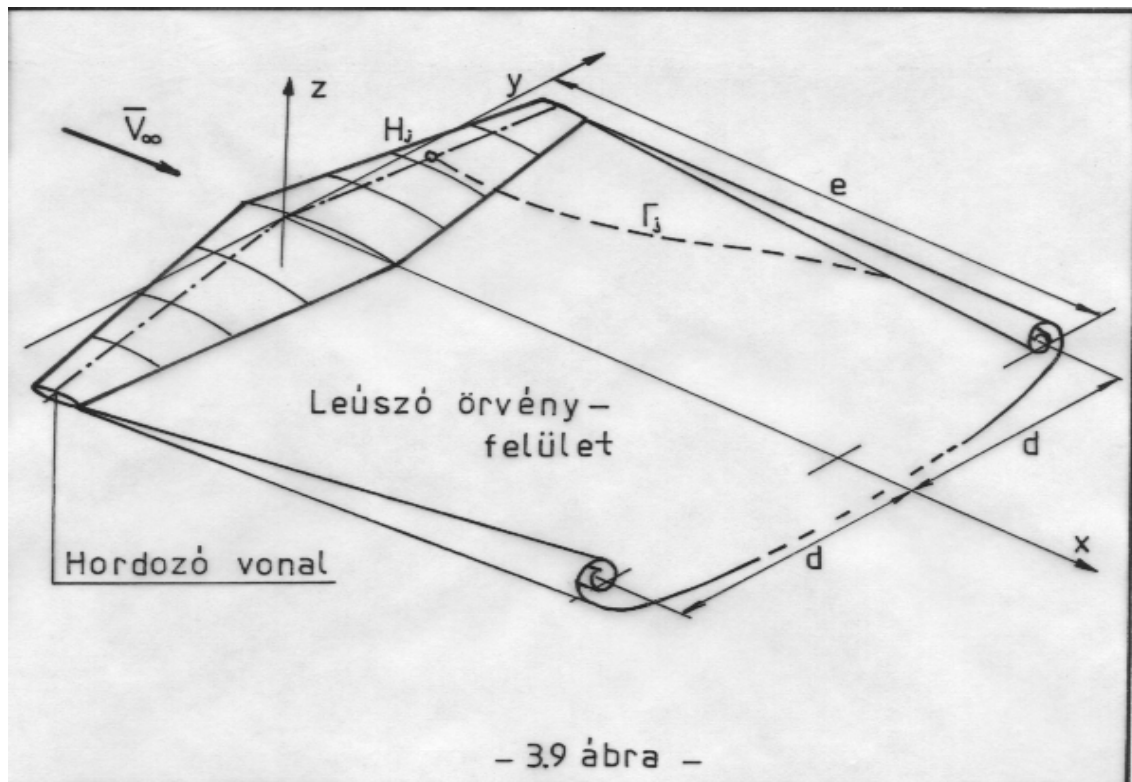 z
y
V̅∞
Hⱼ
e
Γⱼ
Leúszó örvény–
felület
d
d
x
Hordozó vonal
– 3.9 ábra –